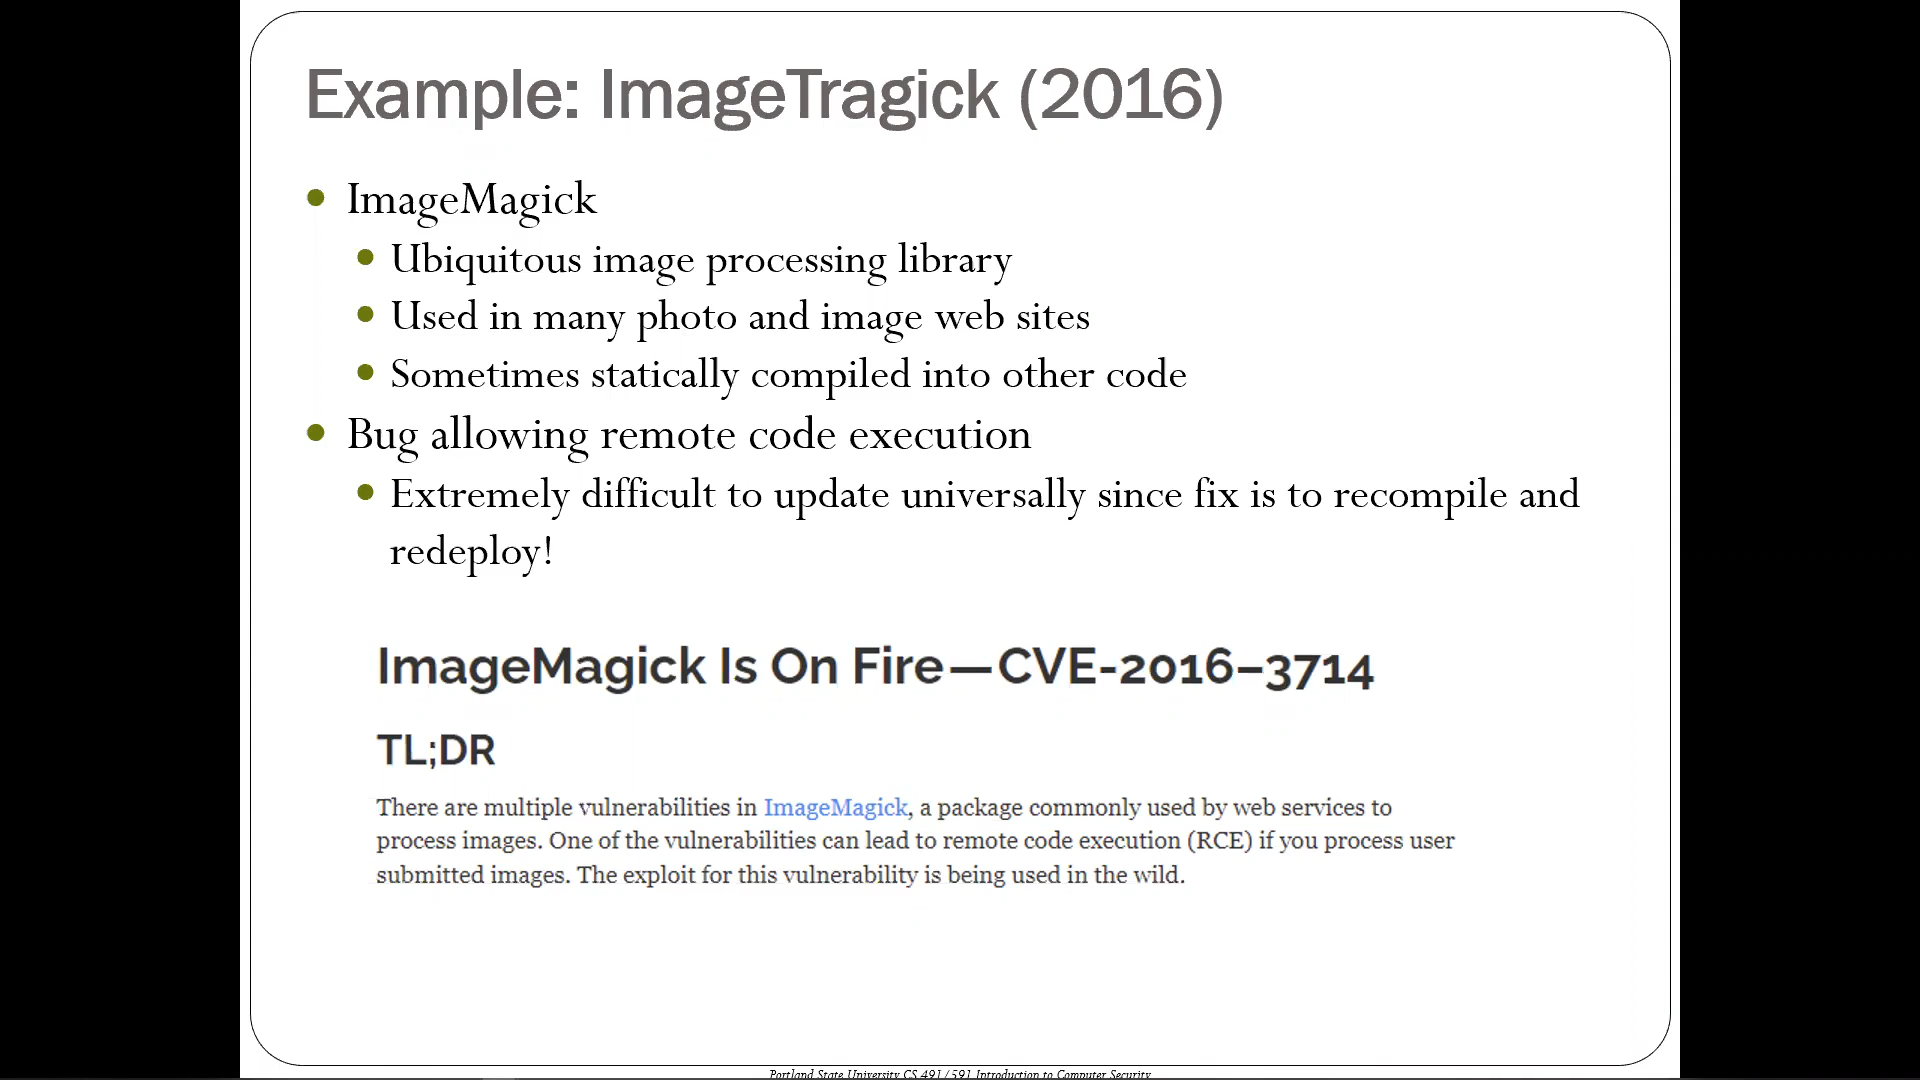 Example: ImageTragick (2016)
ImageMagick
Ubiquitous image processing library
Used in many photo and image web sites
Sometimes statically compiled into other code
Bug allowing remote code execution
Extremely difficult to update universally since fix is to recompile and
redeploy!
ImageMagick Is On Fire — CVE-2016–3714
TL;DR
There are multiple vulnerabilities in ImageMagick, a package commonly used by web services to
process images. One of the vulnerabilities can lead to remote code execution (RCE) if you process user
submitted images. The exploit for this vulnerability is being used in the wild.
Portland State University CS 491/591 Introduction to Computer Security